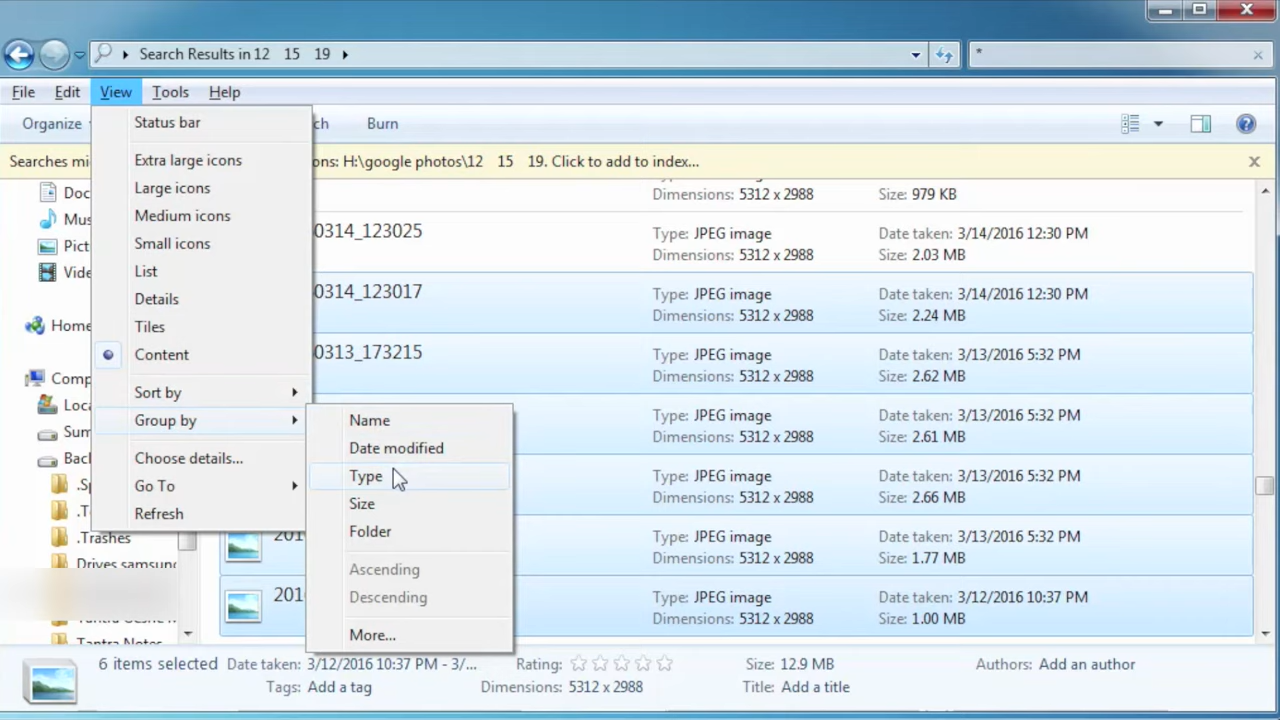 Search Results in 12 15 19
*
File Edit View Tools Help
Organize ch Burn
Searches mi ons: H:\google photos\12 15 19. Click to add to index...
Status bar
Extra large icons
Large icons
Medium icons
Small icons
List
Details
Tiles
Content
Sort by
Group by
Choose details...
Go To
Refresh
Name
Date modified
Type
Size
Folder
Ascending
Descending
More...
Doc
Mus
Pict
Vide
Home
Comp
Loca
Sum
Back
.Sp
.T
.Trashes
Drives samsun
Tantra Notes
Dimensions: 5312 x 2988 Size: 979 KB
0314_123025 Type: JPEG image Date taken: 3/14/2016 12:30 PM
Dimensions: 5312 x 2988 Size: 2.03 MB
0314_123017 Type: JPEG image Date taken: 3/14/2016 12:30 PM
Dimensions: 5312 x 2988 Size: 2.24 MB
0313_173215 Type: JPEG image Date taken: 3/13/2016 5:32 PM
Dimensions: 5312 x 2988 Size: 2.62 MB
Type: JPEG image Date taken: 3/13/2016 5:32 PM
Dimensions: 5312 x 2988 Size: 2.61 MB
Type: JPEG image Date taken: 3/13/2016 5:32 PM
Dimensions: 5312 x 2988 Size: 2.66 MB
201 Type: JPEG image Date taken: 3/13/2016 5:32 PM
Dimensions: 5312 x 2988 Size: 1.77 MB
201 Type: JPEG image Date taken: 3/12/2016 10:37 PM
Dimensions: 5312 x 2988 Size: 1.00 MB
6 items selected Date taken: 3/12/2016 10:37 PM - 3/... Rating: Size: 12.9 MB Authors: Add an author
Tags: Add a tag Dimensions: 5312 x 2988 Title: Add a title